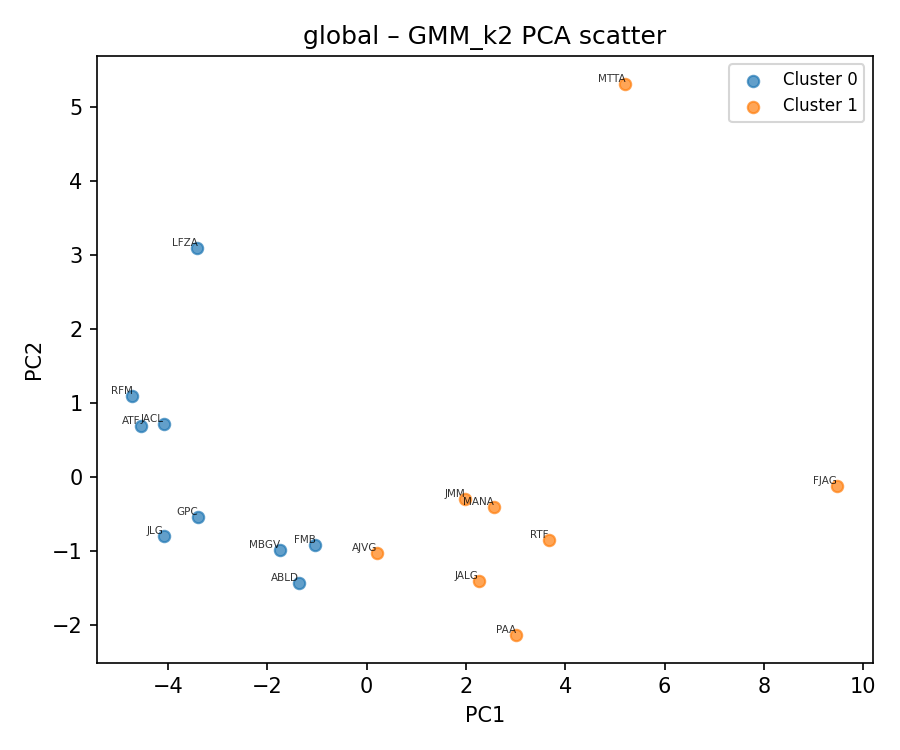 global – GMM_k2 PCA scatter
Cluster 0
Cluster 1
MTTA
LFZA
RFM
ATF
JACL
GPC
JLG
MBGV
FMB
ABLD
AJVG
JMM
MANA
RTF
JALG
PAA
FJAG
5
4
3
2
1
0
−1
−2
PC2
−4
−2
0
2
4
6
8
10
PC1